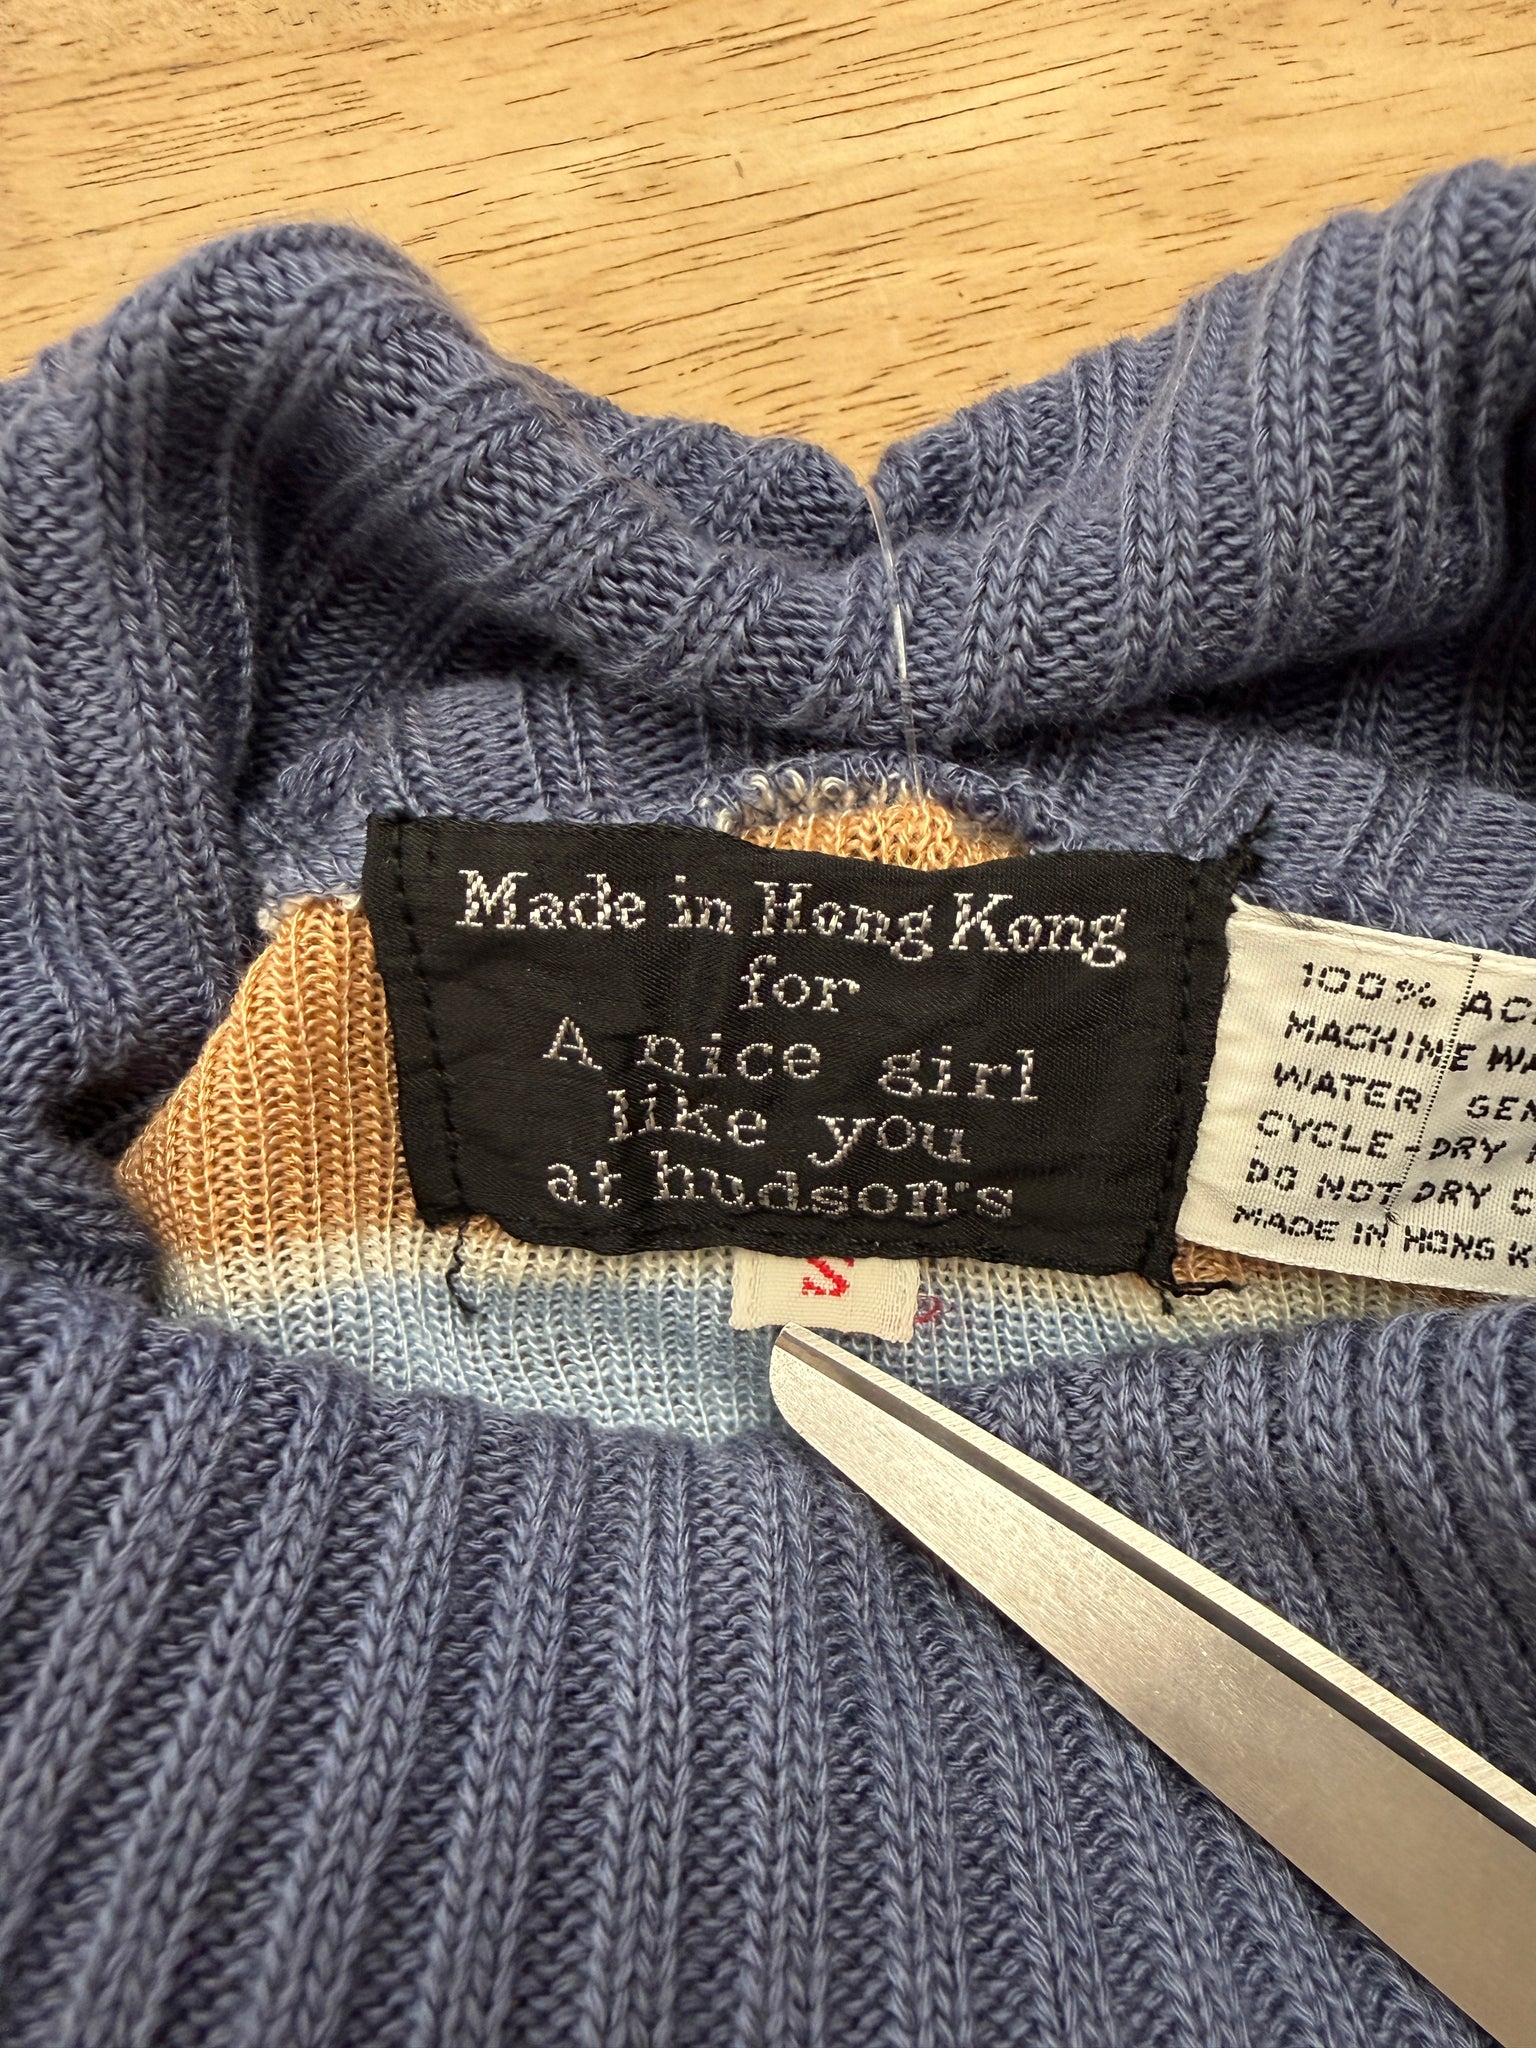 Made in Hong Kong
for
A nice girl
like you
at hudson's
S
100% AC
MACHINE WA
WATER GEN
CYCLE-DRY
DO NOT DRY
MADE IN HONG K